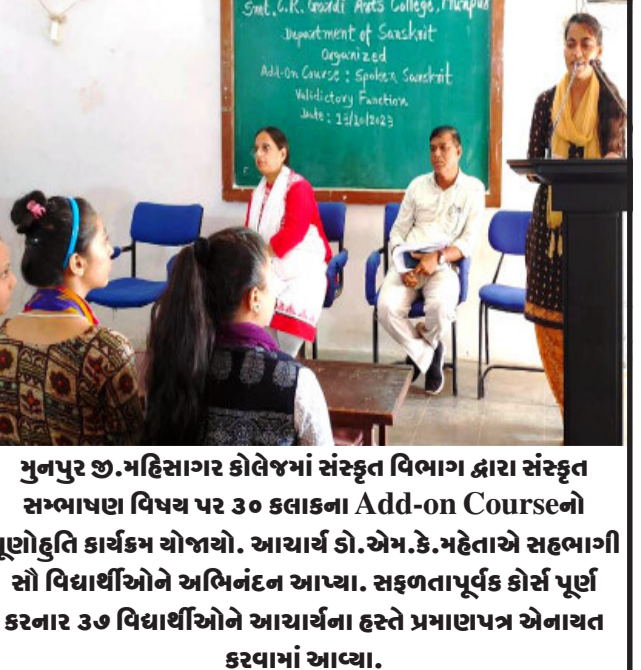 Smt. C.R. Gardi Arts College, Munpur
Department of Sanskrit
Organized
Add-On Course : Spoken Sanskrit
Validictory Function
Date : 13/10/2023
મુનપુર જી.મહિસાગર કોલેજમાં સંસ્કૃત વિભાગ દ્વારા સંસ્કૃત
સમ્ભાષણ વિષય પર ૩૦ કલાકના Add-on Courseનો
પૂણોહુતિ કાર્યક્રમ યોજાયો. આચાર્ય ડો.એમ.કે.મહેતાએ સહભાગી
સૌ વિદ્યાર્થીઓને અભિનંદન આપ્યા. સફળતાપૂર્વક કોર્સ પૂર્ણ
કરનાર ૩૭ વિદ્યાર્થીઓને આચાર્યના હસ્તે પ્રમાણપત્ર એનાયત
કરવામાં આવ્યા.